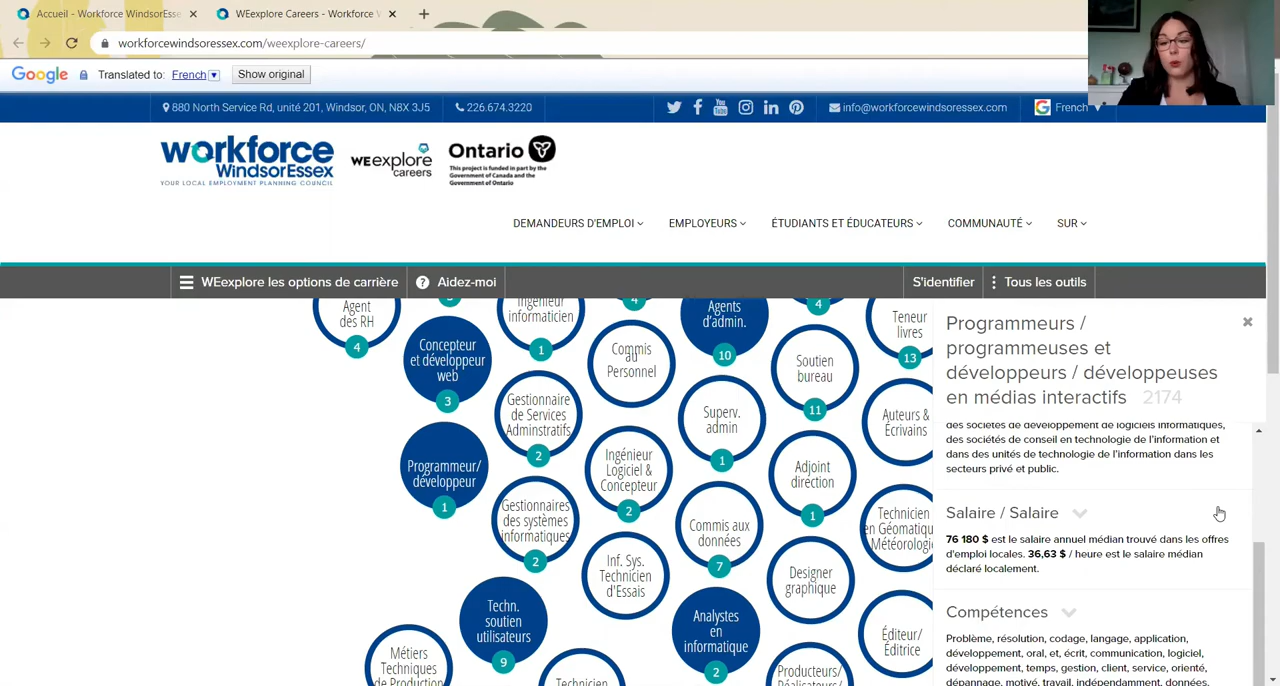 Accueil - Workforce WindsorEsse
WEexplore Careers - Workforce W
workforcewindsoressex.com/weexplore-careers/
Google Translated to: French Show original
880 North Service Rd, unité 201, Windsor, ON, N8X 3J5 226.674.3220 info@workforcewindsoressex.com French
workforce
WindsorEssex
YOUR LOCAL EMPLOYMENT PLANNING COUNCIL
WEexplore
careers
Ontario
This project is funded in part by the
Government of Canada and the
Government of Ontario.
DEMANDEURS D'EMPLOI EMPLOYEURS ÉTUDIANTS ET ÉDUCATEURS COMMUNAUTÉ SUR
WEexplore les options de carrière Aidez-moi S'identifier Tous les outils
Agent
des RH
4
Concepteur
et développeur
web
3
Programmeur/
développeur
1
Techn.
soutien
utilisateurs
9
Métiers
Techniques
de Production
Ingénieur
informaticien
1
Gestionnaire
de Services
Adminstratifs
2
Gestionnaires
des systèmes
informatiques
2
Technicien
4
Commis
au
Personnel
Ingénieur
Logiciel &
Concepteur
2
Inf. Sys.
Technicien
d'Essais
Agents
d'admin.
10
Superv.
admin
1
Commis aux
données
7
Analystes
en
informatique
2
4
Soutien
bureau
11
Adjoint
direction
1
Designer
graphique
Producteurs/
Réalisateurs/
Teneur
livres
13
Auteurs &
Ecrivains
Technicien
en Géomatiqu
Météorologi
Éditeur/
Éditrice
Programmeurs /
programmeuses et
développeurs / développeuses
en médias interactifs 2174
des sociétés de développement de logiciels informatiques,
des sociétés de conseil en technologie de l'information et
dans des unités de technologie de l'information dans les
secteurs privé et public.
Salaire / Salaire
76 180 $ est le salaire annuel médian trouvé dans les offres
d'emploi locales. 36,63 $ / heure est le salaire médian
déclaré localement.
Compétences
Problème, résolution, codage, langage, application,
développement, oral, et, écrit, communication, logiciel,
développement, temps, gestion, client, service, orienté,
dépannage, motivé, travail, indépendamment, données,